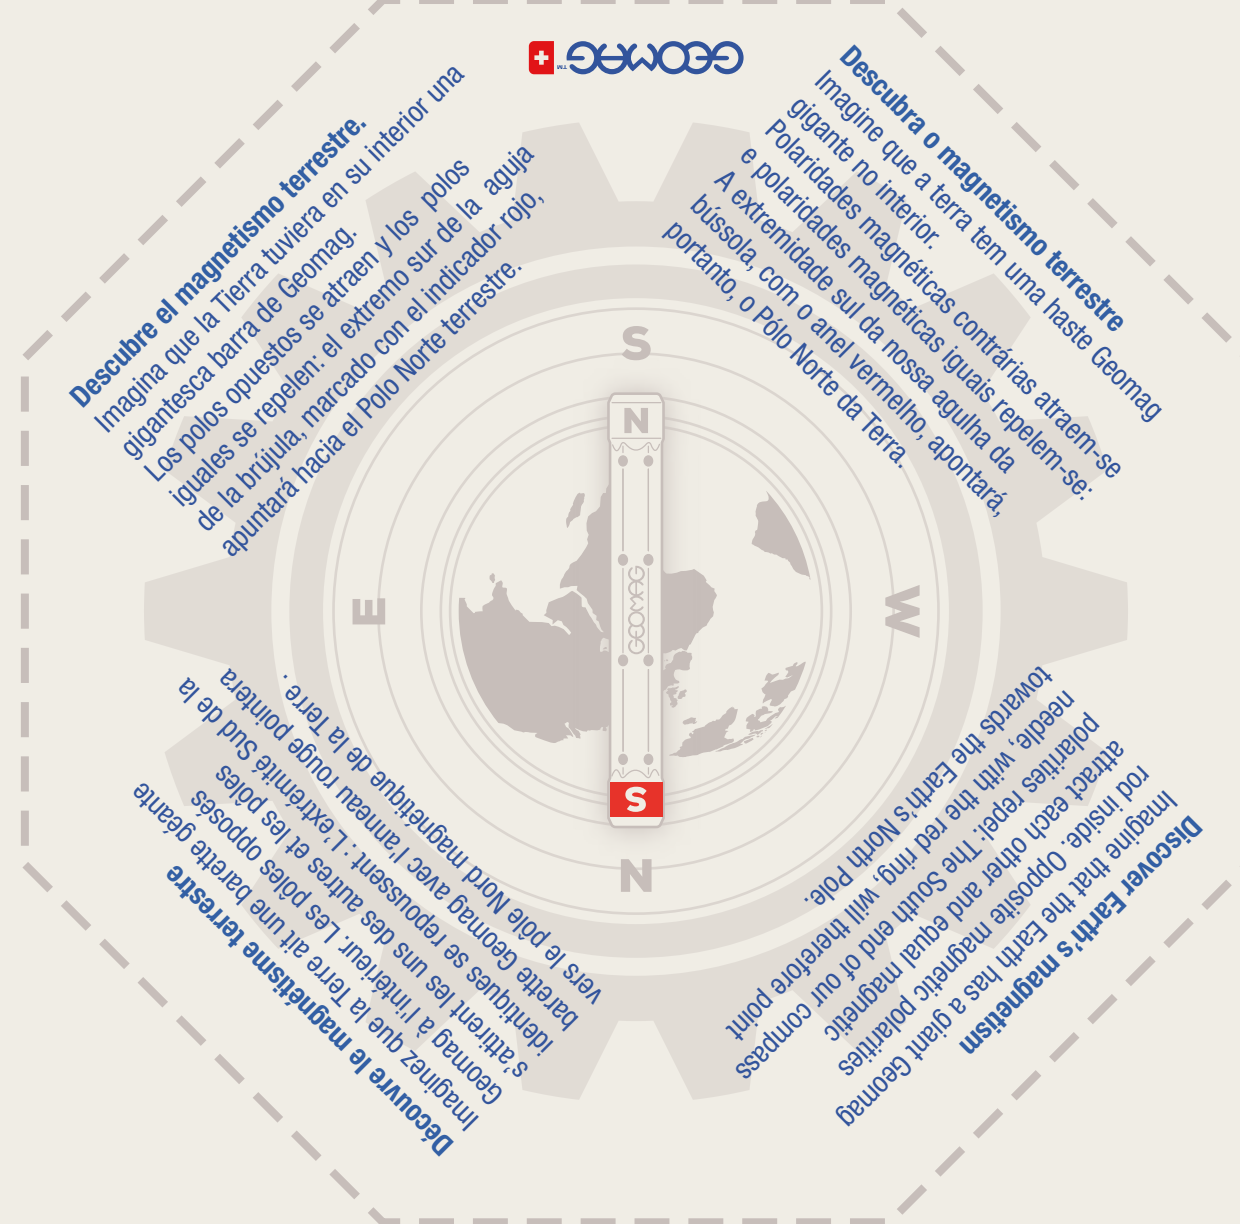 GEOMAG
TM
Descubre el magnetismo terrestre.
Imagina que la Tierra tuviera en su interior una
gigantesca barra de Geomag.
Los polos opuestos se atraen y los polos
iguales se repelen: el extremo sur de la aguja
de la brújula, marcado con el indicador rojo,
apuntará hacia el Polo Norte terrestre.
Descubra o magnetismo terrestre
Imagine que a terra tem uma haste Geomag
gigante no interior.
Polaridades magnéticas contrárias atraem-se
e polaridades magnéticas iguais repelem-se:
A extremidade sul da nossa agulha da
bússola, com o anel vermelho, apontará,
portanto, o Pólo Norte da Terra.
S
N
E
W
GEOMAG
S
N
Découvre le magnétisme terrestre
Imaginez que la Terre ait une barette géante
Geomag à l'intérieur. Les pôles opposés
s'attirent les uns des autres et les pôles
identiques se repoussent . L'extrémité Sud de la
barette Geomag avec l'anneau rouge pointera
vers le pôle Nord magnétique de la Terre .
Discover Earth's magnetism
Imagine that the Earth has a giant Geomag
rod inside. Opposite magnetic polarities
attract each other and equal magnetic
polarities repel: The South end of our compass
needle, with the red ring, will therefore point
towards the Earth's North Pole.